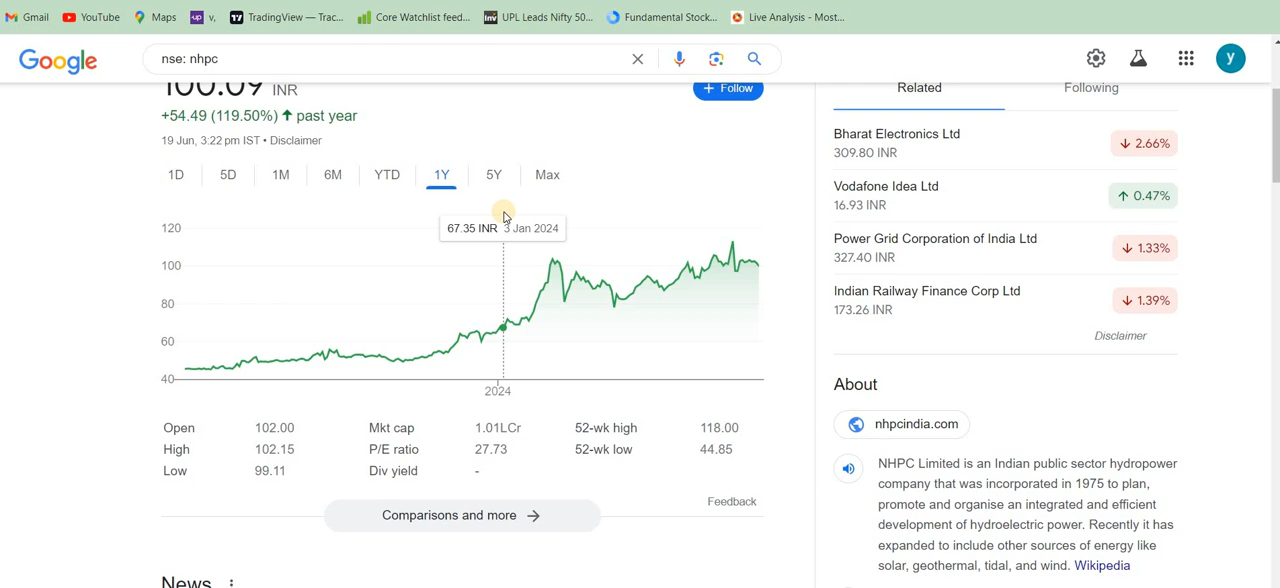 Gmail YouTube Maps up v, TradingView — Trac... Core Watchlist feed... Inv UPL Leads Nifty 50... Fundamental Stock... Live Analysis - Most...
Google nse: nhpc y
100.09 INR
Follow
+54.49 (119.50%) ↑ past year
19 Jun, 3:22 pm IST • Disclaimer
1D 5D 1M 6M YTD 1Y 5Y Max
67.35 INR 3 Jan 2024
120
100
80
60
40
2024
Open 102.00 Mkt cap 1.01LCr 52-wk high 118.00
High 102.15 P/E ratio 27.73 52-wk low 44.85
Low 99.11 Div yield -
Feedback
Comparisons and more →
News
Related Following
Bharat Electronics Ltd
309.80 INR ↓ 2.66%
Vodafone Idea Ltd
16.93 INR ↑ 0.47%
Power Grid Corporation of India Ltd
327.40 INR ↓ 1.33%
Indian Railway Finance Corp Ltd
173.26 INR ↓ 1.39%
Disclaimer
About
nhpcindia.com
NHPC Limited is an Indian public sector hydropower
company that was incorporated in 1975 to plan,
promote and organise an integrated and efficient
development of hydroelectric power. Recently it has
expanded to include other sources of energy like
solar, geothermal, tidal, and wind. Wikipedia